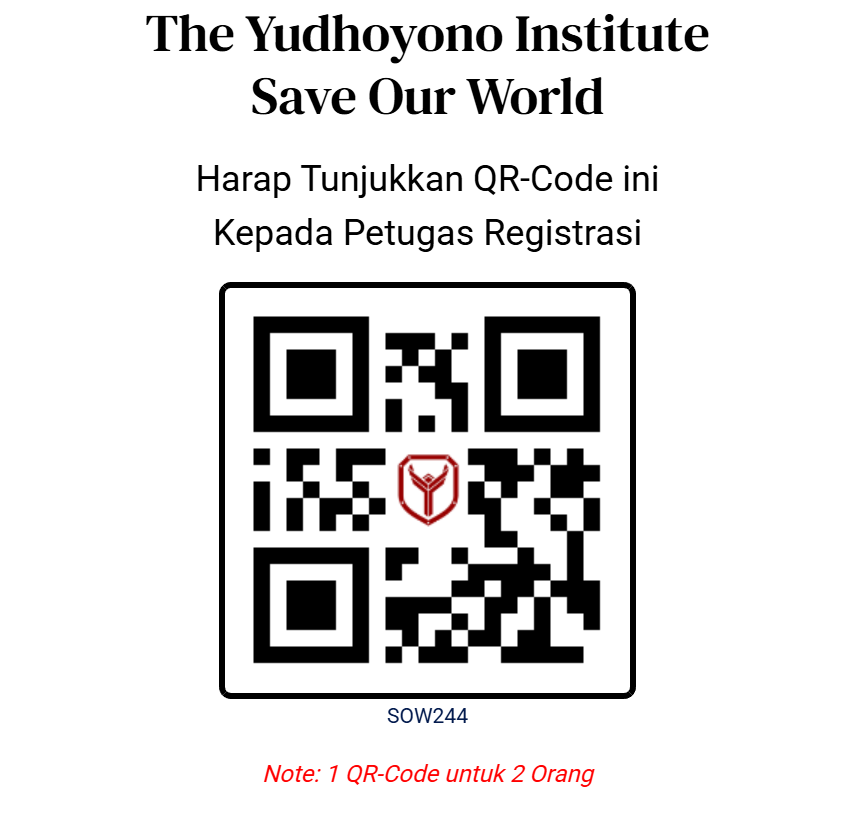 The Yudhoyono Institute
Save Our World
Harap Tunjukkan QR-Code ini
Kepada Petugas Registrasi
SOW244
Note: 1 QR-Code untuk 2 Orang